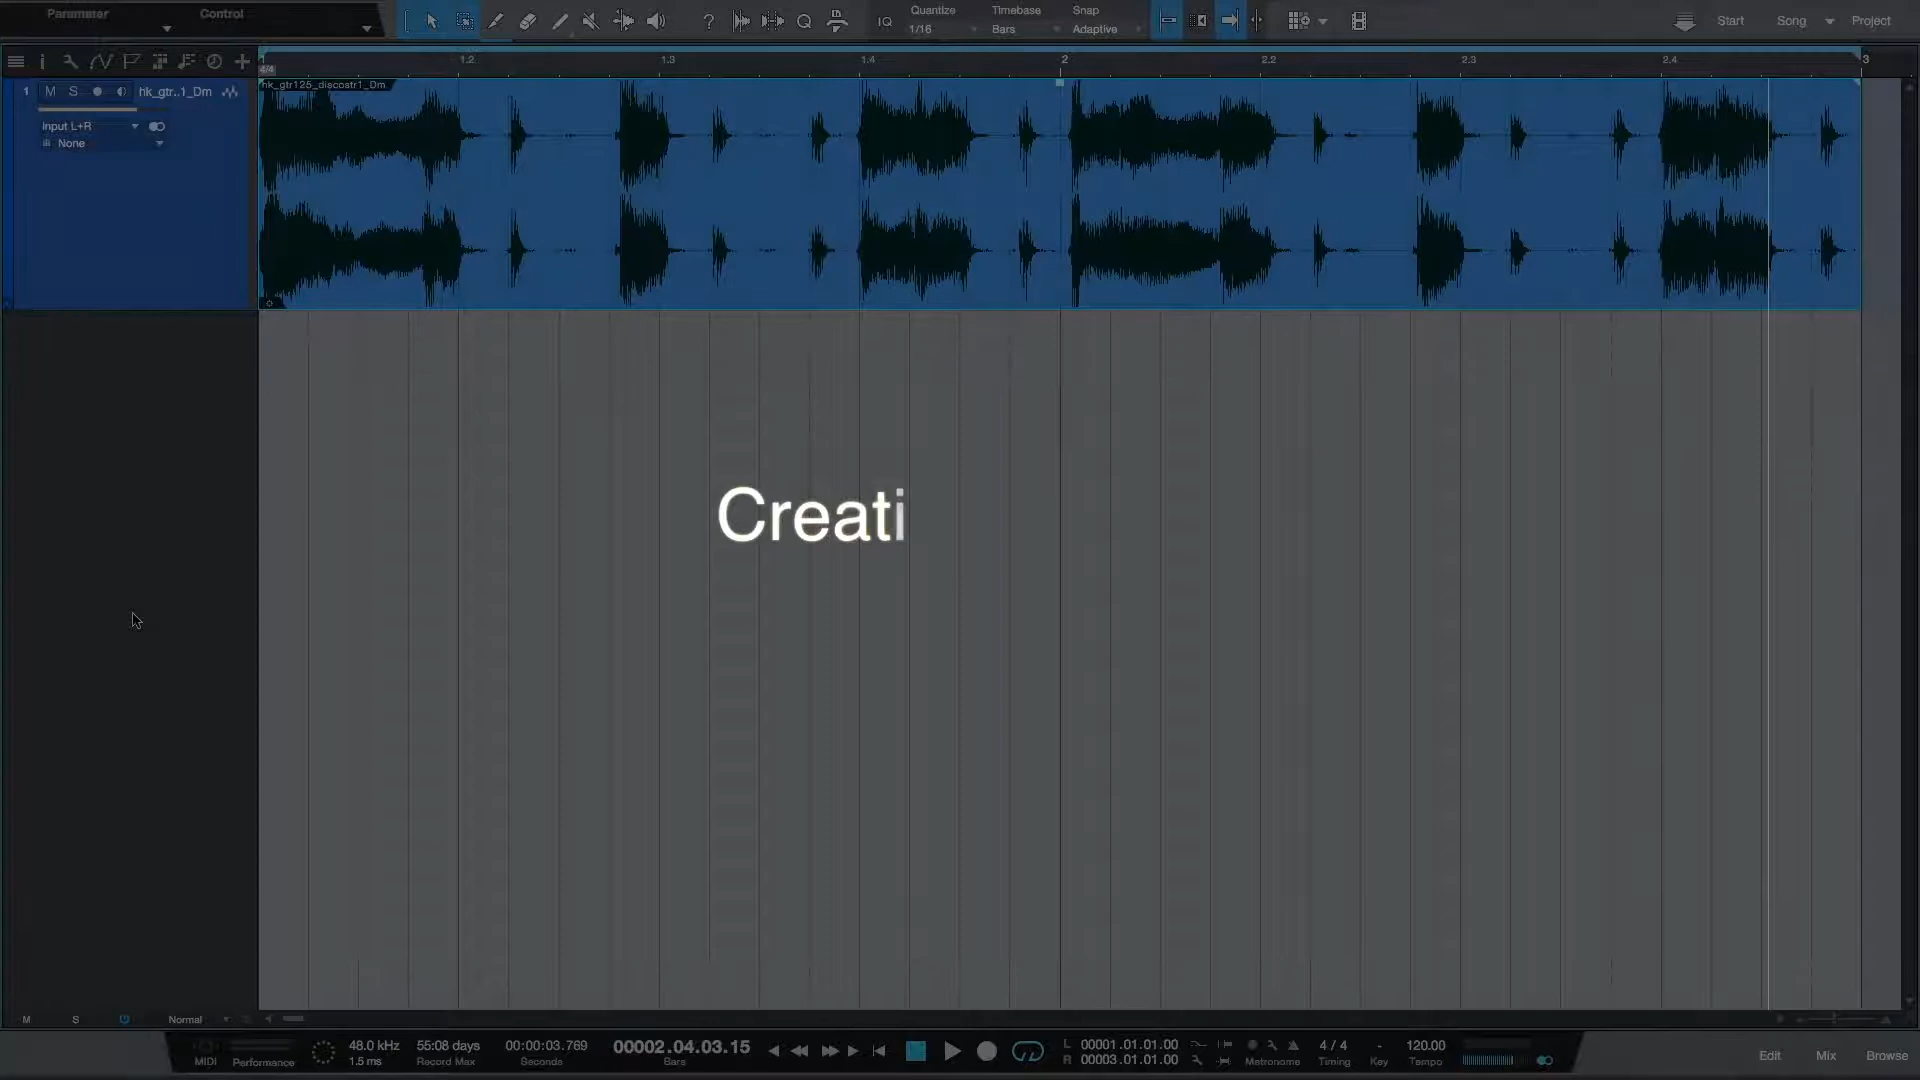 Parameter
Control
Quantize
1/16
Timebase
Bars
Snap
Adaptive
IQ
Start
Song
Project
4/4
1.2
1.3
1.4
2
2.2
2.3
2.4
3
1 M S hk_gtr..1_Dm
Input L+R
None
hk_gtr125_discostr1_Dm
Creati
M S Normal
MIDI
Performance
48.0 kHz
1.5 ms
55:08 days
Record Max
00:00:03.769
Seconds
00002.04.03.15
Bars
L 00001.01.01.00
R 00003.01.01.00
Metronome
4 / 4
Timing
-
Key
120.00
Tempo
Edit
Mix
Browse